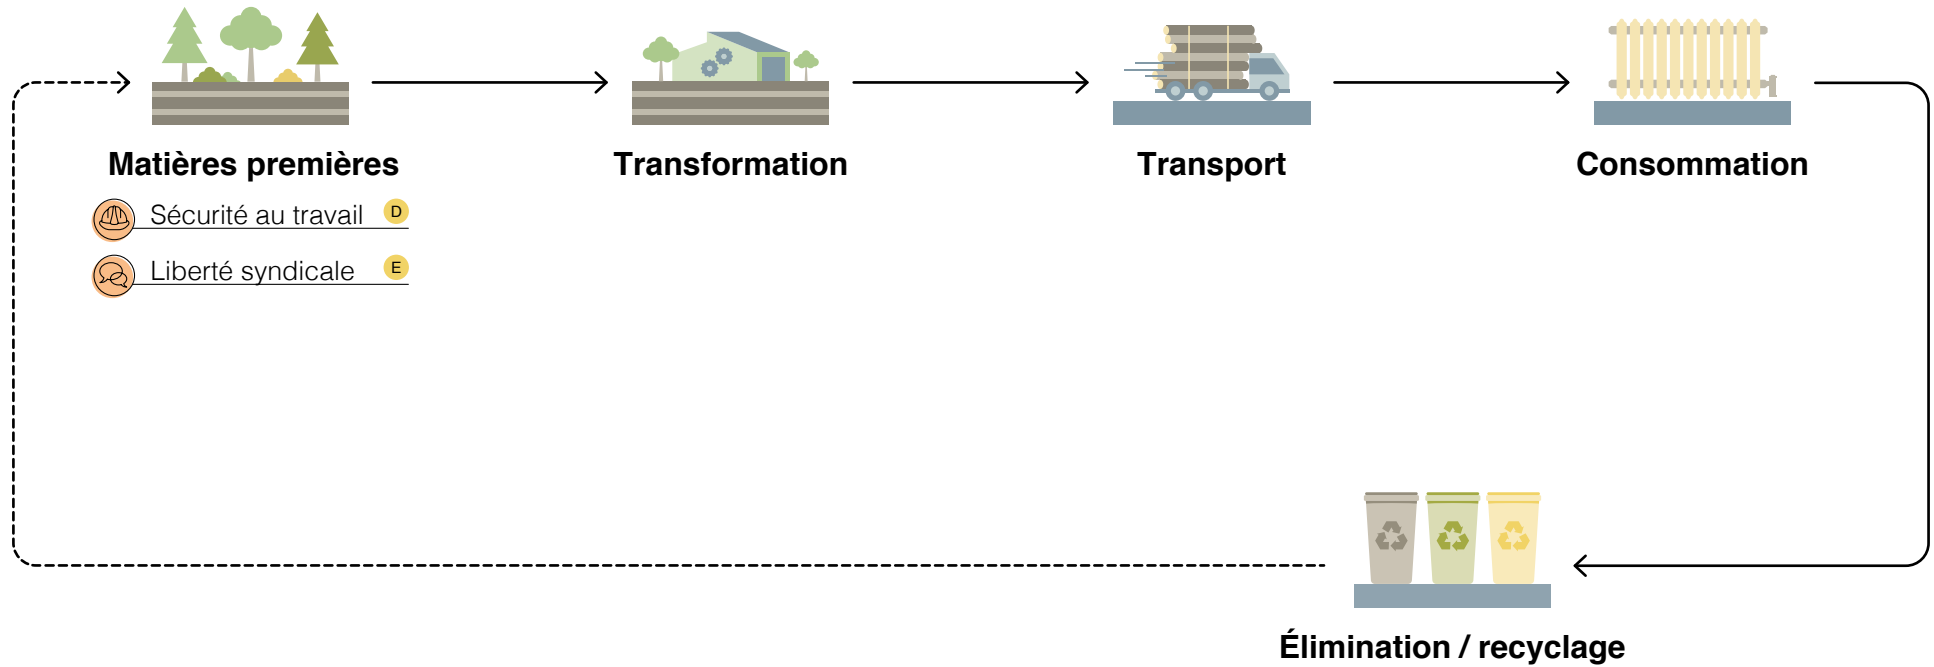 Matières premières
Transformation
Transport
Consommation
Sécurité au travail D
Liberté syndicale E
Élimination / recyclage